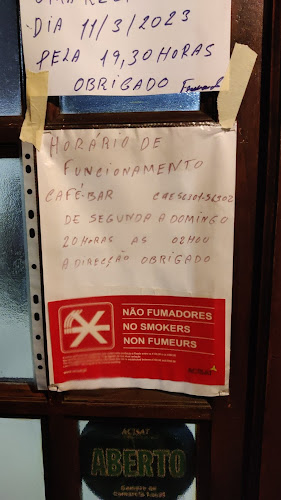 DIA 11/3/2023
PELA 19,30 HORAS
OBRIGADO
HORÁRIO DE
FUNCIONAMENTO
CAFÉ-BAR
DE SEGUNDA A DOMINGO
20 HORAS AS 02H00
A DIRECÇÃO OBRIGADO
NÃO FUMADORES
NO SMOKERS
NON FUMEURS
ACISAT
ACISAT
ABERTO